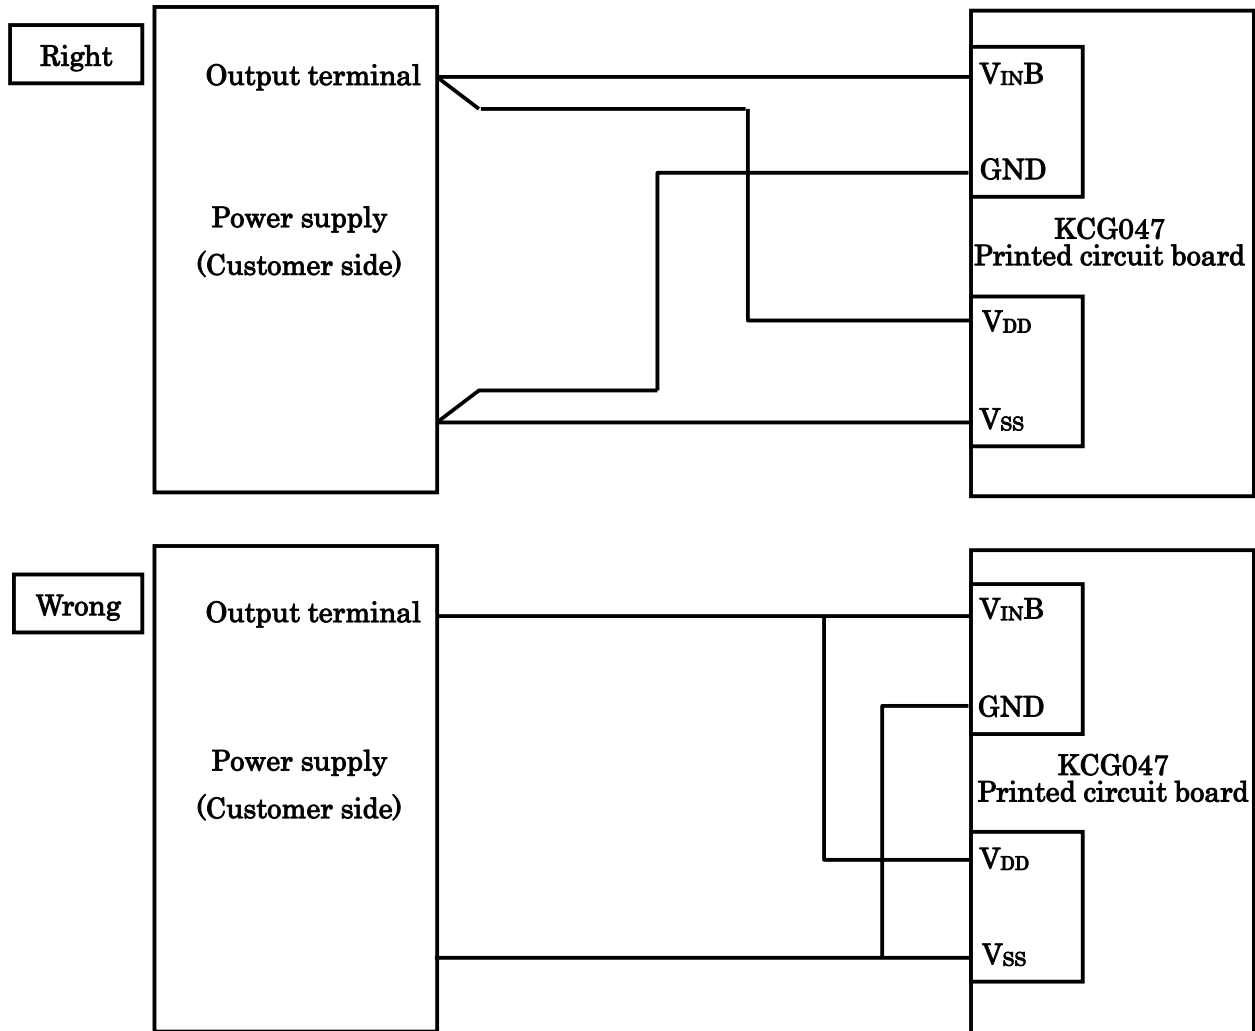 Right
Output terminal
Power supply
(Customer side)
VINB
GND
KCG047
Printed circuit board
VDD
VSS
Wrong
Output terminal
Power supply
(Customer side)
VINB
GND
KCG047
Printed circuit board
VDD
VSS